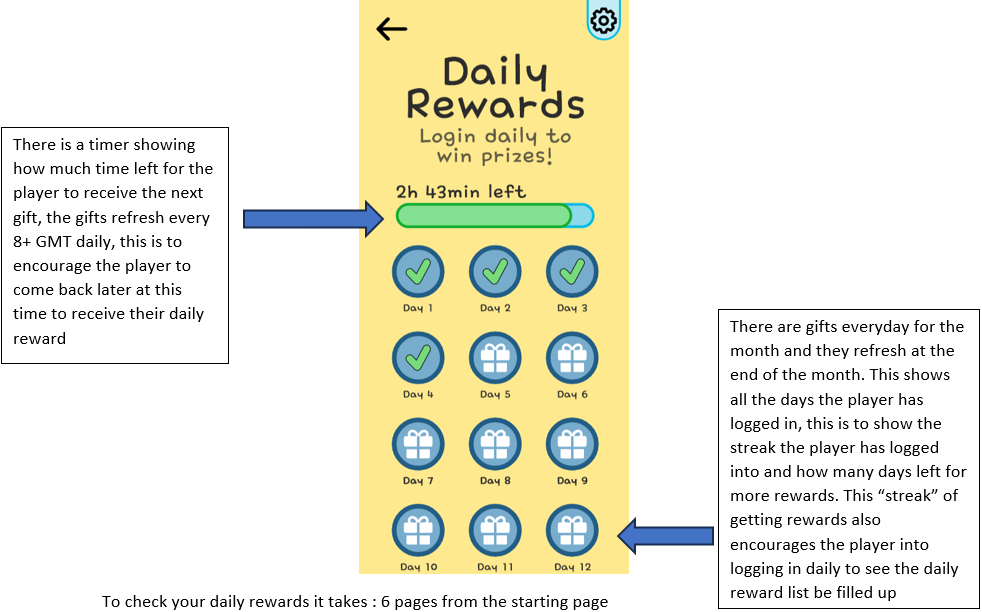 Daily
Rewards
Login daily to
win prizes!
2h 43min left
Day 1 Day 2 Day 3
Day 4 Day 5 Day 6
Day 7 Day 8 Day 9
Day 10 Day 11 Day 12
There is a timer showing
how much time left for the
player to receive the next
gift, the gifts refresh every
8+ GMT daily, this is to
encourage the player to
come back later at this
time to receive their daily
reward
There are gifts everyday for the
month and they refresh at the
end of the month. This shows
all the days the player has
logged in, this is to show the
streak the player has logged
into and how many days left for
more rewards. This “streak” of
getting rewards also
encourages the player into
logging in daily to see the daily
reward list be filled up
To check your daily rewards it takes : 6 pages from the starting page